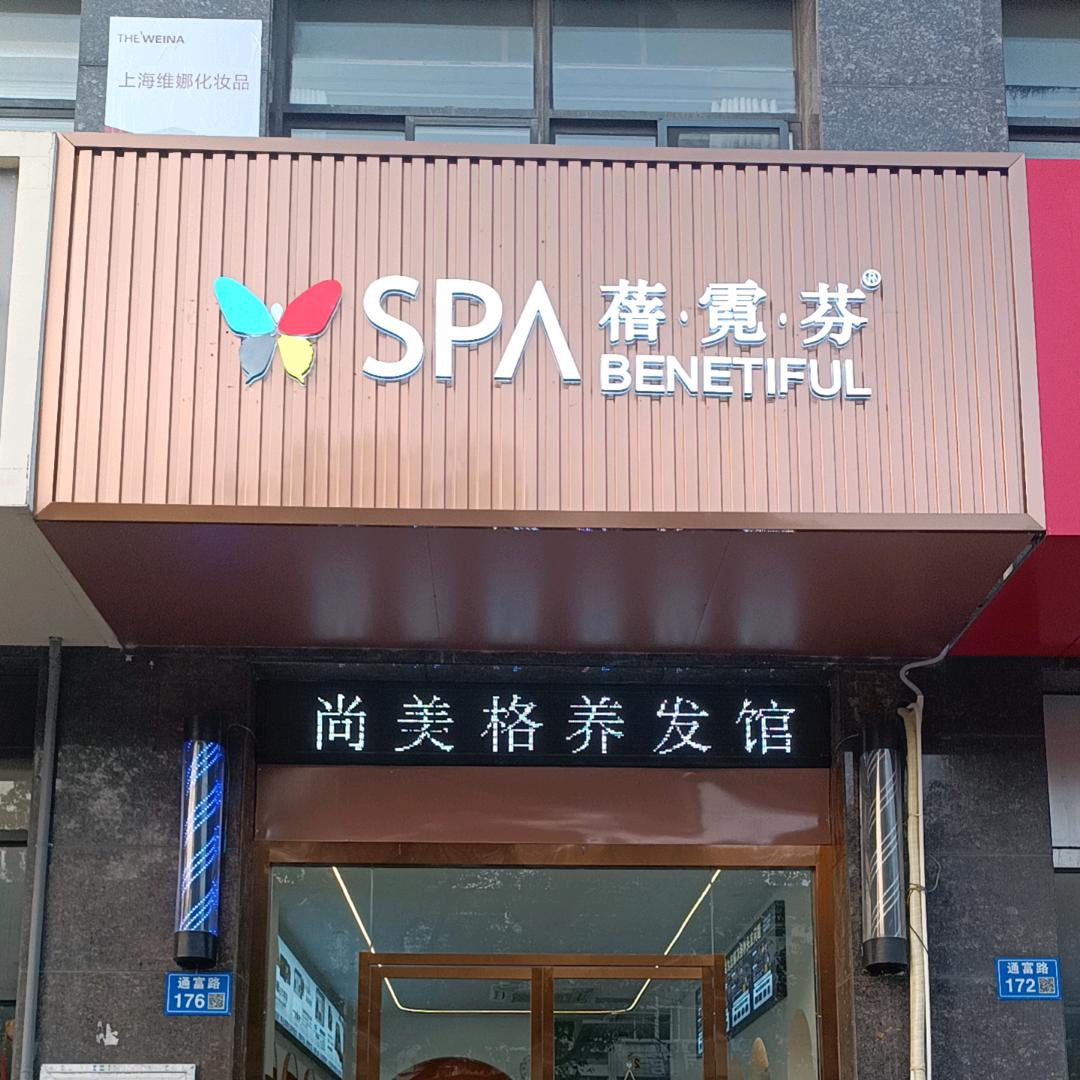 THE WEINA
上海维娜化妆品
SPA
蓓·霓·芬®
BENETIFUL
尚美格养发馆
通富路
176
通富路
172